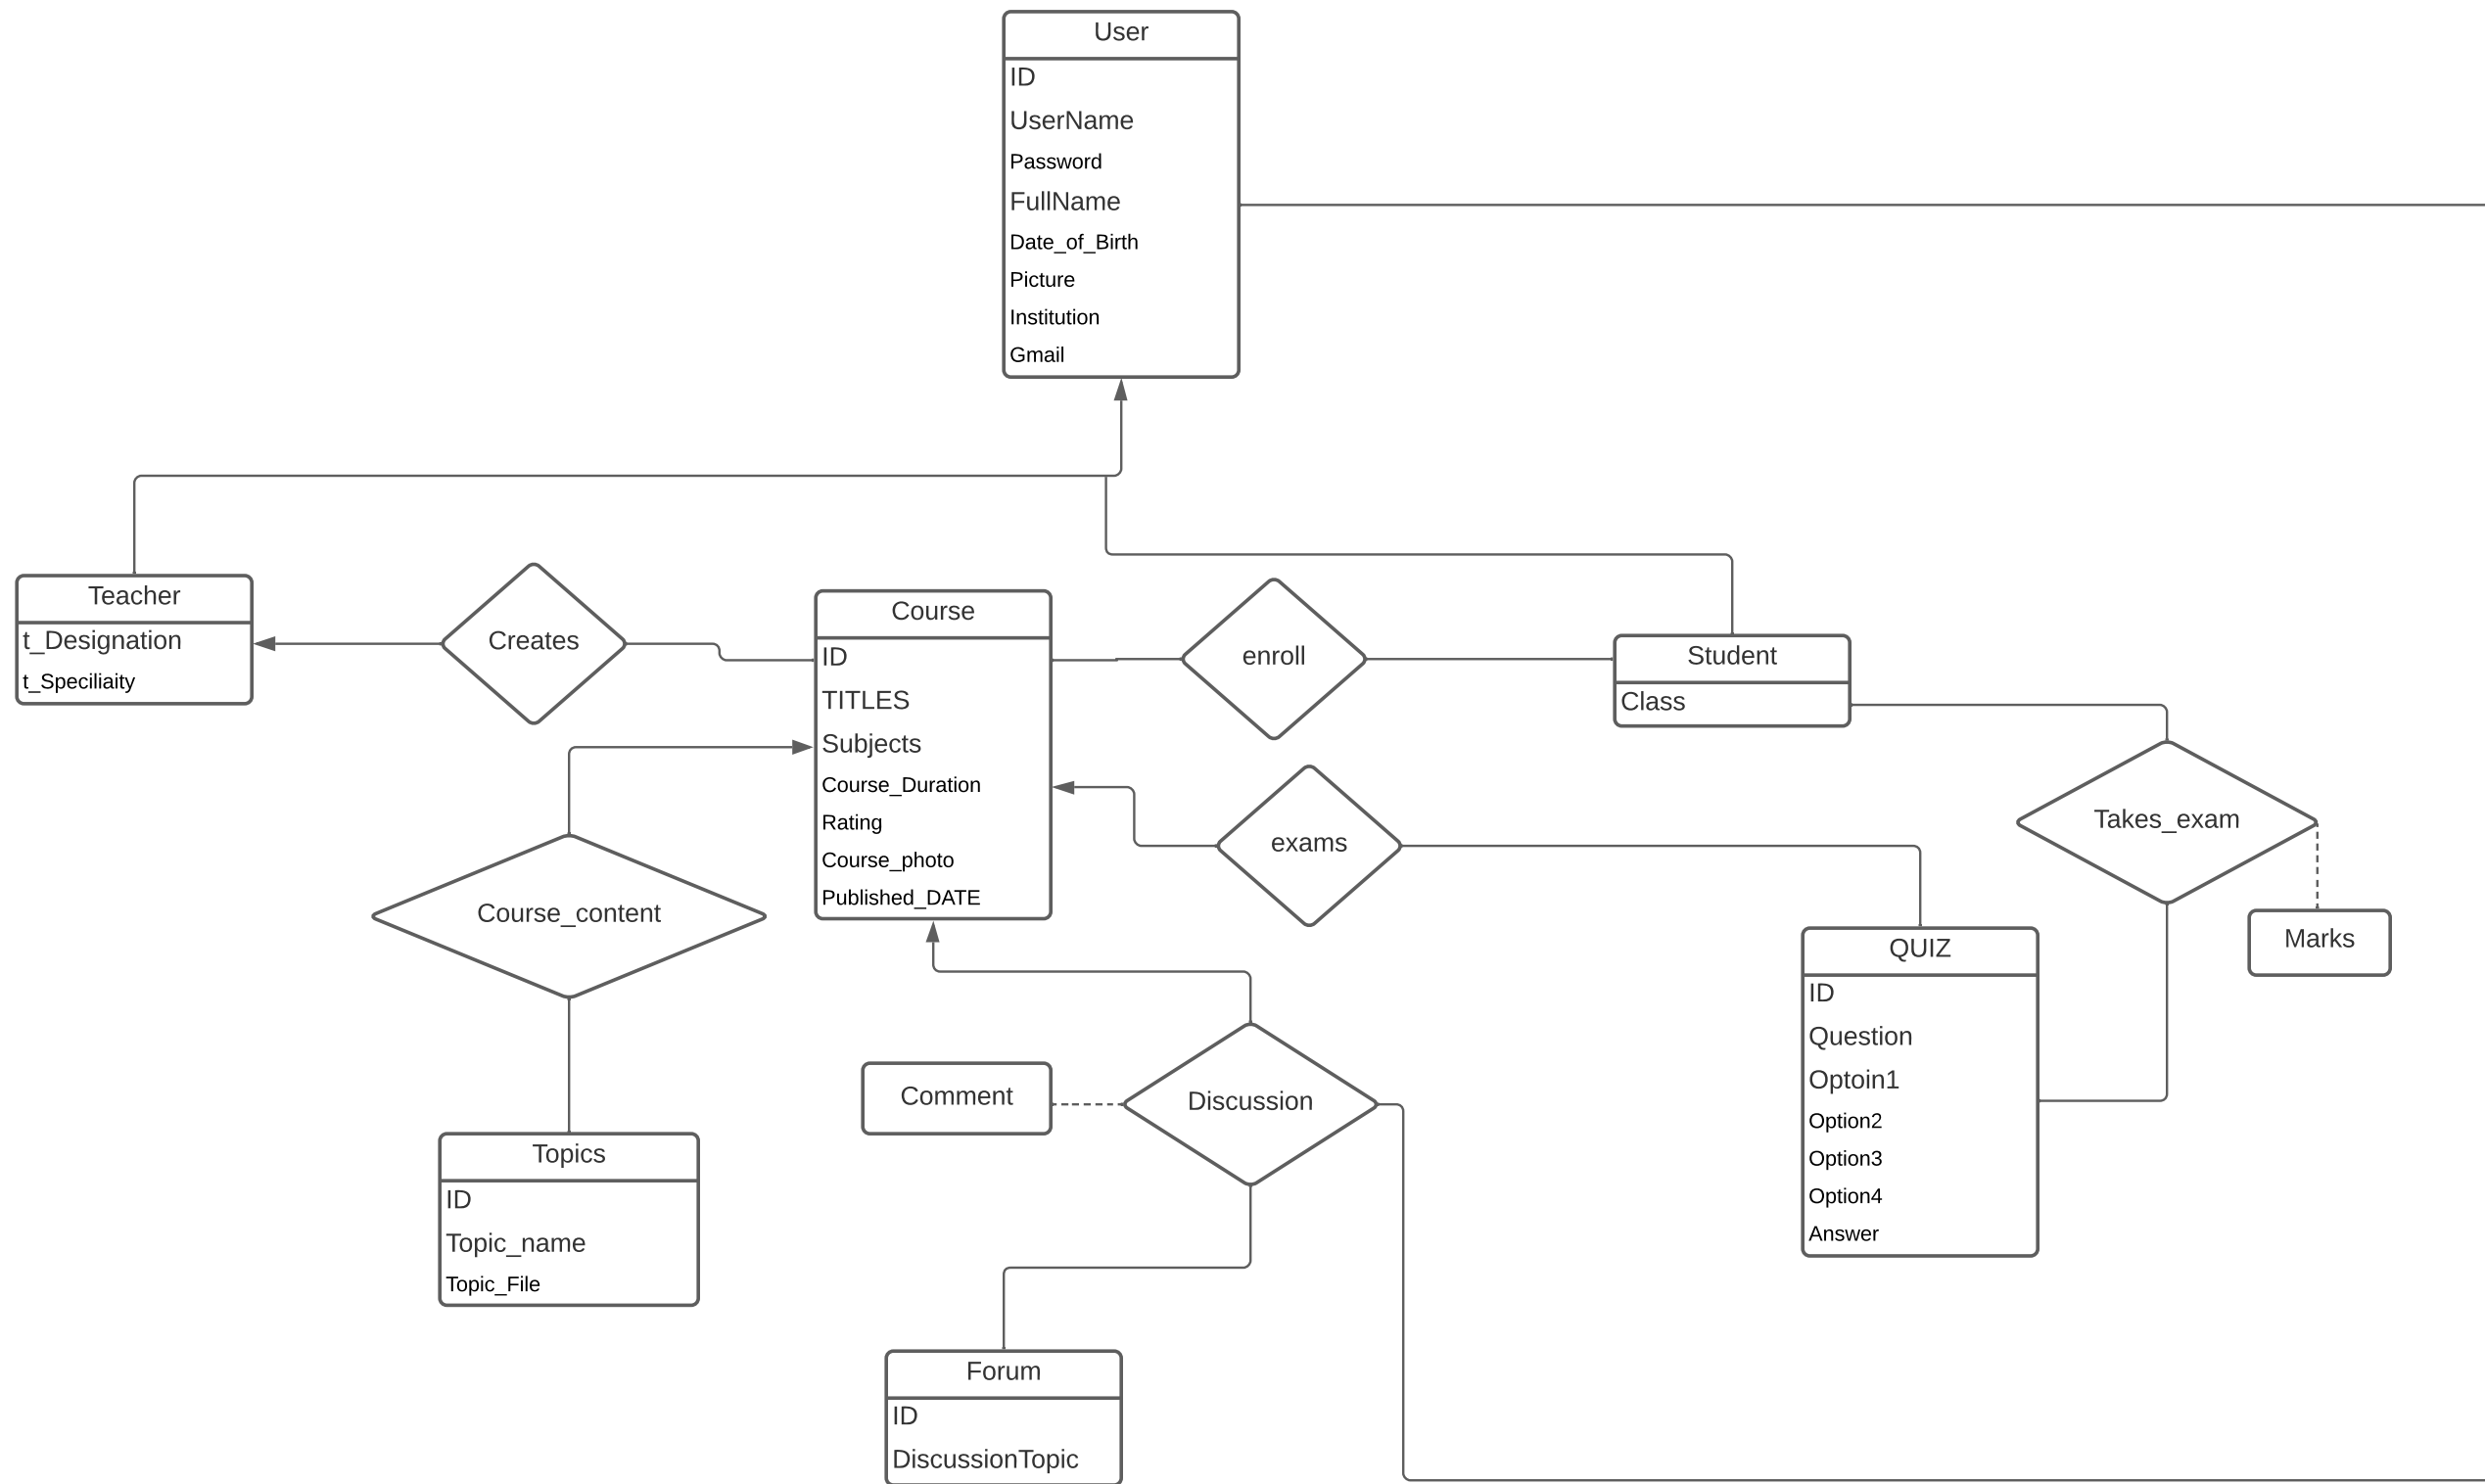 User
ID
UserName
Password
FullName
Date_of_Birth
Picture
Institution
Gmail
Teacher
t_Designation
t_Speciliaity
Creates
Course
ID
TITLES
Subjects
Course_Duration
Rating
Course_photo
Published_DATE
enroll
Student
Class
exams
Takes_exam
Marks
Course_content
QUIZ
ID
Question
Optoin1
Option2
Option3
Option4
Answer
Comment
Discussion
Topics
ID
Topic_name
Topic_File
Forum
ID
DiscussionTopic